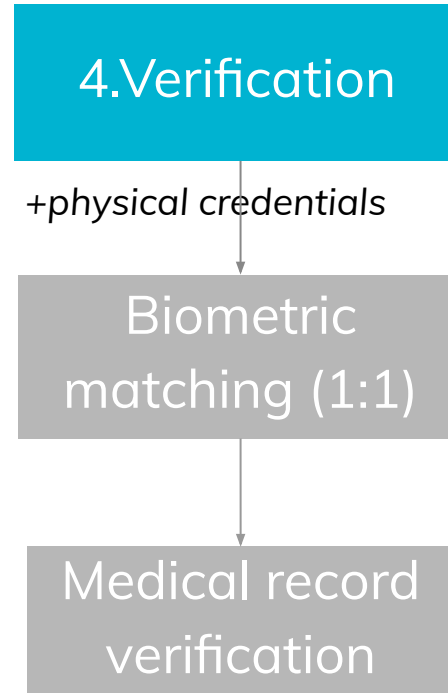 4.Verification
+physical credentials
Biometric
matching (1:1)
Medical record
verification